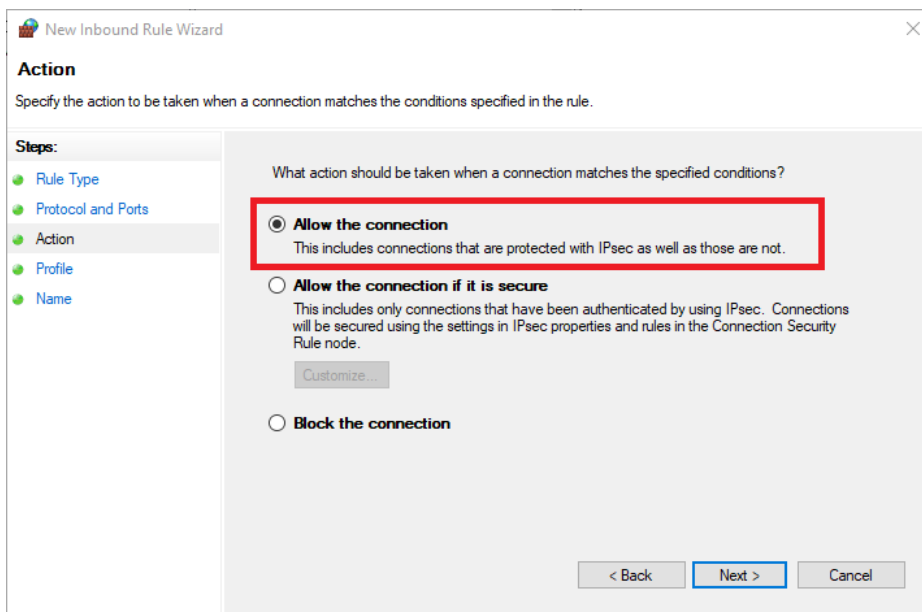 New Inbound Rule Wizard
Action
Specify the action to be taken when a connection matches the conditions specified in the rule.
Steps:
Rule Type
Protocol and Ports
Action
Profile
Name
What action should be taken when a connection matches the specified conditions?
Allow the connection
This includes connections that are protected with IPsec as well as those are not.
Allow the connection if it is secure
This includes only connections that have been authenticated by using IPsec. Connections
will be secured using the settings in IPsec properties and rules in the Connection Security
Rule node.
Customize...
Block the connection
< Back
Next >
Cancel